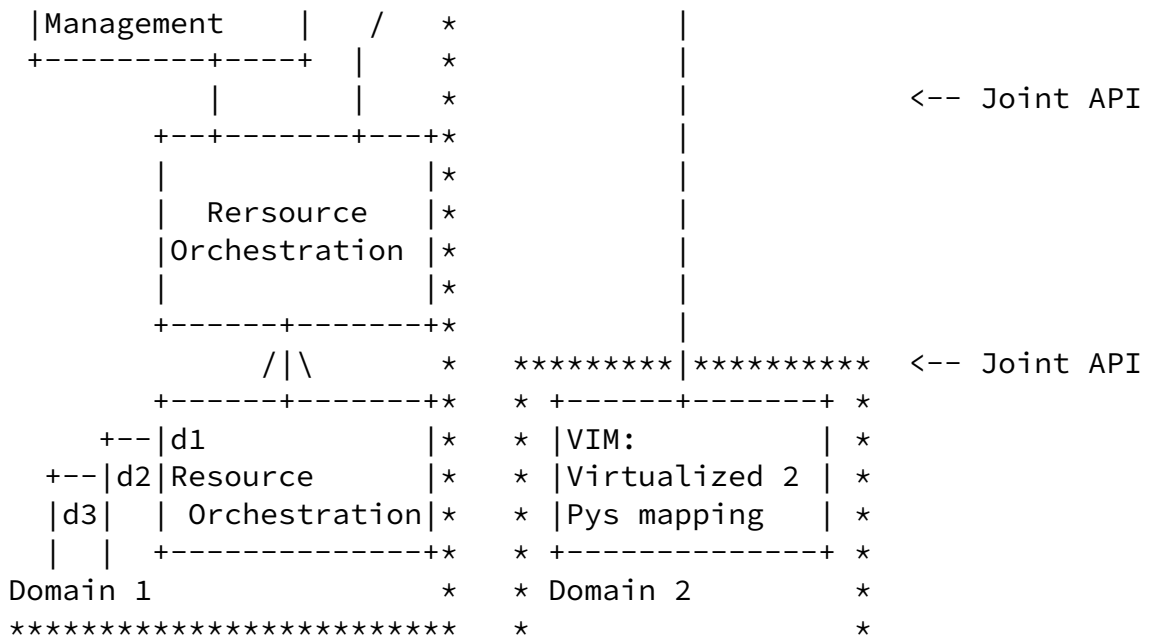 |Management    |   /   *            |
+---------+----+  |    *            |
          |       |    *            |            <-- Joint API
       +--+-------+---+*            |
       |              |*            |
       |  Rersource   |*            |
       |Orchestration |*            |
       |              |*            |
       +------+-------+*            |
             /|\       *   *********|**********  <-- Joint API
       +------+-------+*   * +------+-------+ *
    +--|d1            |*   * |VIM:          | *
 +--|d2|Resource      |*   * |Virtualized 2 | *
 |d3|  | Orchestration|*   * |Pys mapping   | *
 |  |  +--------------+*   * +--------------+ *
Domain 1               *   * Domain 2         *
************************   *                  *